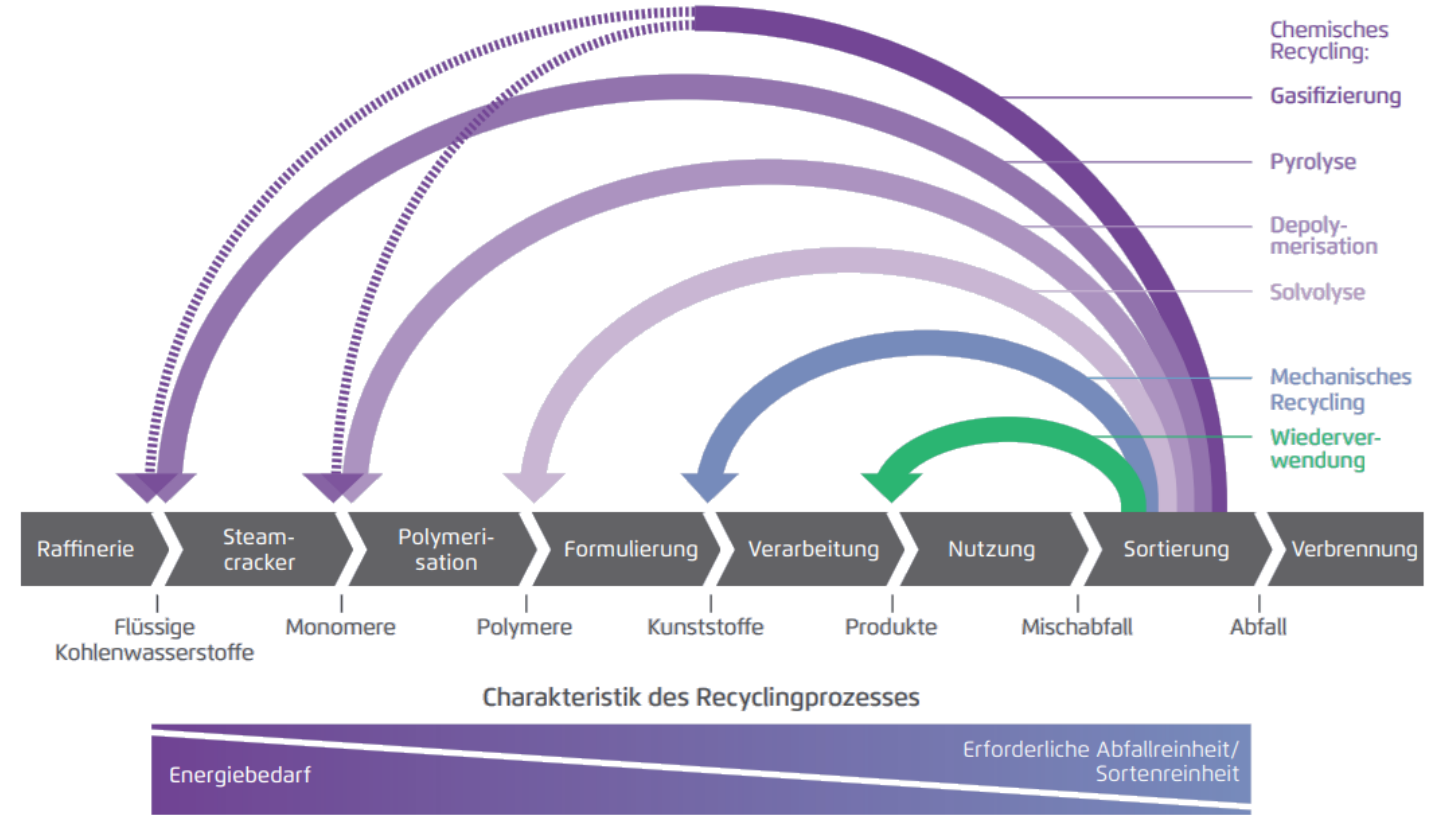 Chemisches
Recycling:
Gasifizierung
Pyrolyse
Depoly-
merisation
Solvolyse
Mechanisches
Recycling
Wiederver-
wendung
Raffinerie
Steam-
cracker
Polymeri-
sation
Formulierung
Verarbeitung
Nutzung
Sortierung
Verbrennung
Flüssige
Kohlenwasserstoffe
Monomere
Polymere
Kunststoffe
Produkte
Mischabfall
Abfall
Charakteristik des Recyclingprozesses
Energiebedarf
Erforderliche Abfallreinheit/
Sortenreinheit